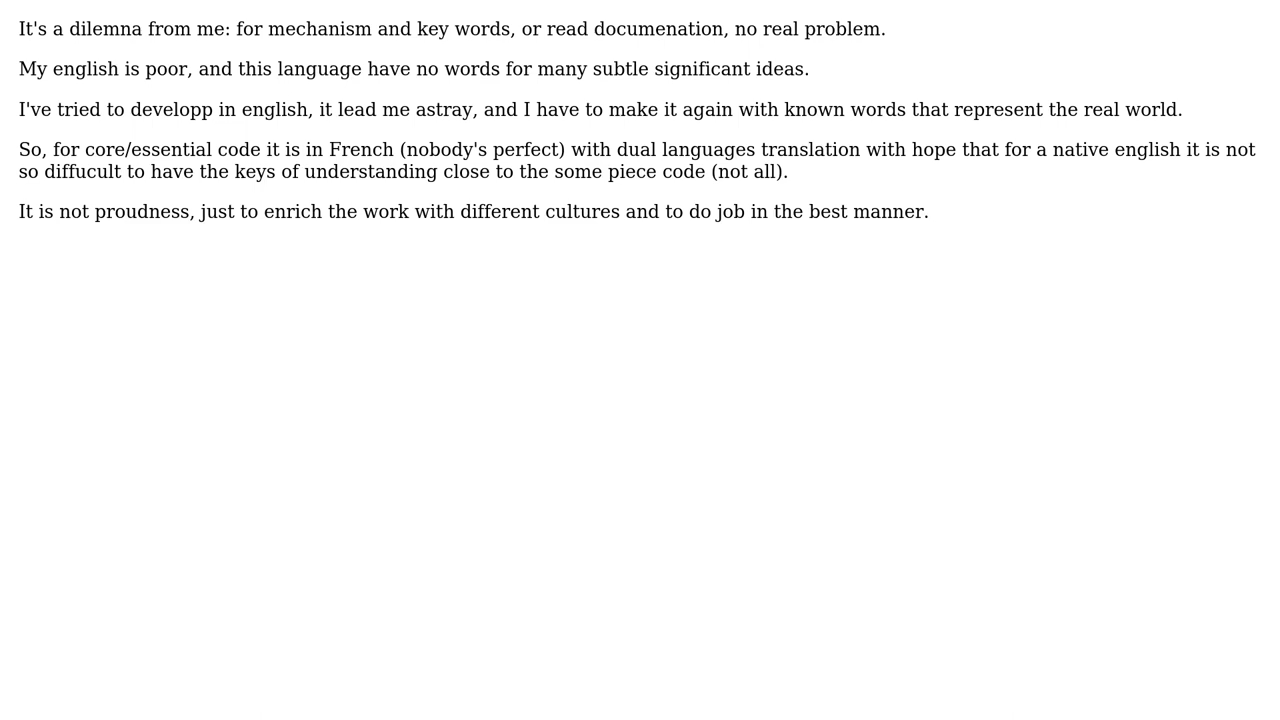 It's a dilemna from me: for mechanism and key words, or read documenation, no real problem.
My english is poor, and this language have no words for many subtle significant ideas.
I've tried to developp in english, it lead me astray, and I have to make it again with known words that represent the real world.
So, for core/essential code it is in French (nobody's perfect) with dual languages translation with hope that for a native english it is not
so diffucult to have the keys of understanding close to the some piece code (not all).
It is not proudness, just to enrich the work with different cultures and to do job in the best manner.